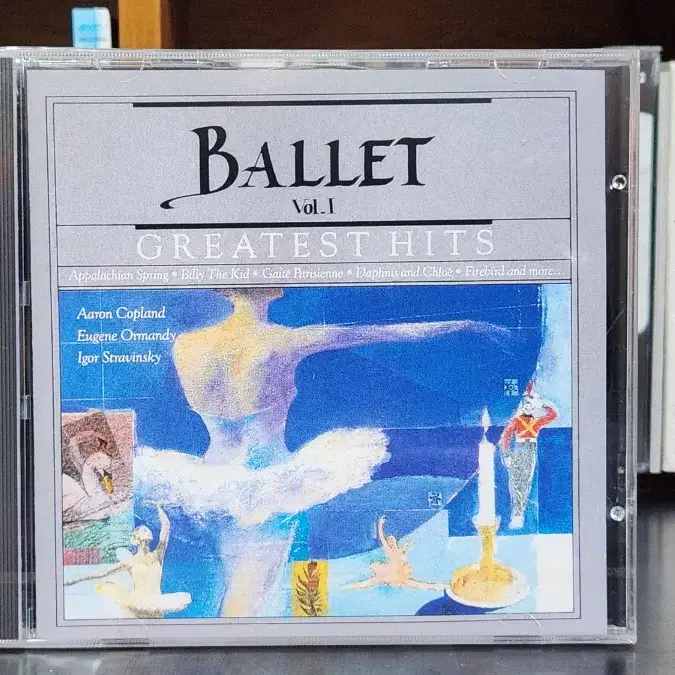 BALLET
Vol. I
GREATEST HITS
Appalachian Spring • Billy The Kid • Gaîté Parisienne • Daphnis and Chloe • Firebird and more...
Aaron Copland
Eugene Ormandy
Igor Stravinsky